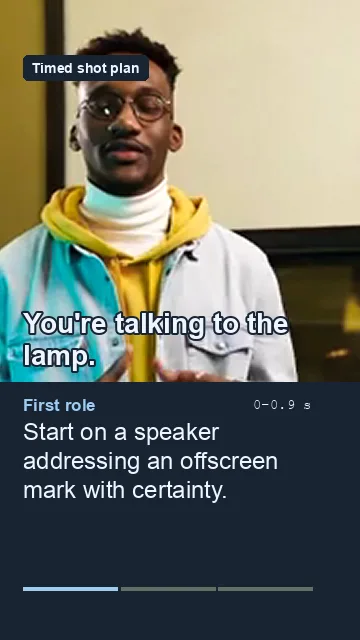 Timed shot plan
You're talking to the
lamp.
First role
0–0.9 s
Start on a speaker
addressing an offscreen
mark with certainty.